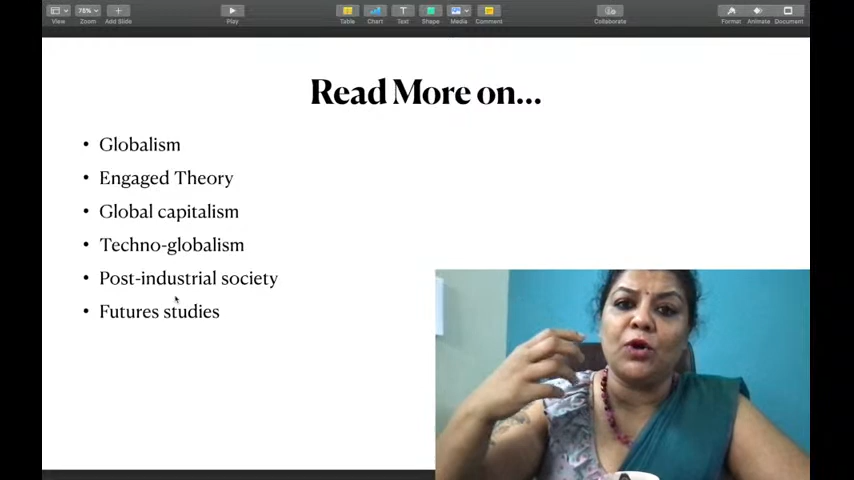 78%
View
Zoom
Add Slide
Play
Table
Chart
Text
Shape
Media
Comment
Collaborate
Format
Animate
Document
Read More on...
• Globalism
• Engaged Theory
• Global capitalism
• Techno-globalism
• Post-industrial society
• Futures studies